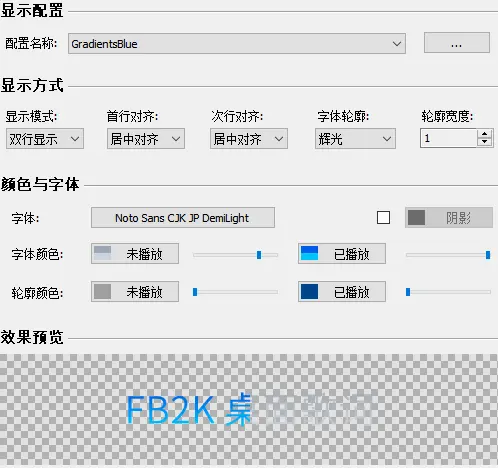 显示配置
配置名称: GradientsBlue ...
显示方式
显示模式: 首行对齐: 次行对齐: 字体轮廓: 轮廓宽度:
双行显示 居中对齐 居中对齐 辉光 1
颜色与字体
字体: Noto Sans CJK JP DemiLight 阴影
字体颜色: 未播放 已播放
轮廓颜色: 未播放 已播放
效果预览
FB2K 桌